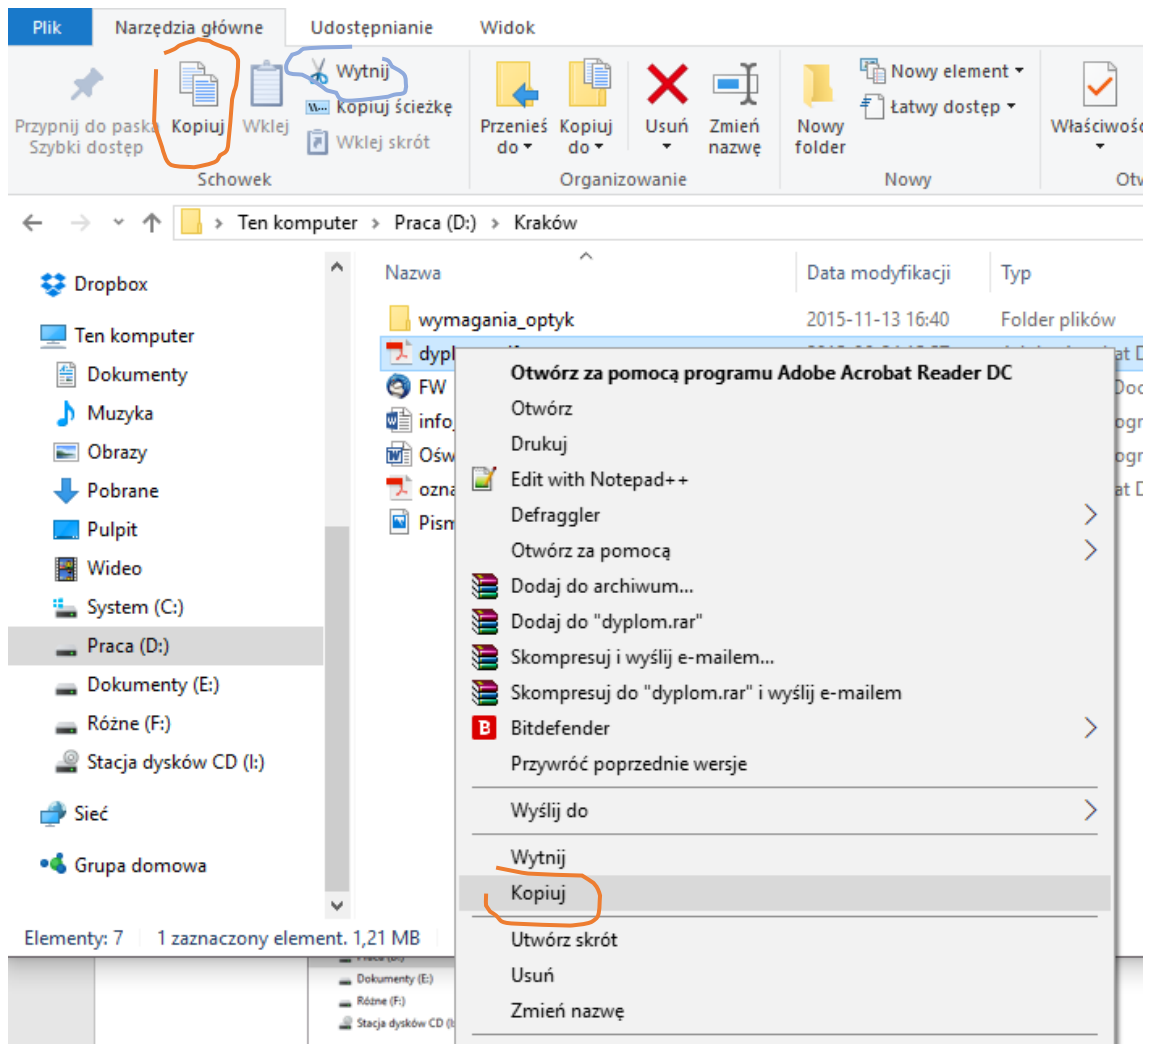 Plik Narzędzia główne Udostępnianie Widok
Przypnij do paska
Szybki dostęp
Kopiuj
Wklej
Wytnij
Kopiuj ścieżkę
Wklej skrót
Schowek
Przenieś
do
Kopiuj
do
Usuń
Zmień
nazwę
Organizowanie
Nowy
folder
Nowy element
Łatwy dostęp
Nowy
Ten komputer > Praca (D:) > Kraków
Dropbox
Ten komputer
Dokumenty
Muzyka
Obrazy
Pobrane
Pulpit
Wideo
System (C:)
Praca (D:)
Dokumenty (E:)
Różne (F:)
Stacja dysków CD (I:)
Sieć
Grupa domowa
Nazwa Data modyfikacji Typ
wymagania_optyk 2015-11-13 16:40 Folder plików
FW
Otwórz za pomocą programu Adobe Acrobat Reader DC
Otwórz
Drukuj
Edit with Notepad++
Defraggler
Otwórz za pomocą
Dodaj do archiwum...
Dodaj do "dyplom.rar"
Skompresuj i wyślij e-mailem...
Skompresuj do "dyplom.rar" i wyślij e-mailem
Bitdefender
Przywróć poprzednie wersje
Wyślij do
Wytnij
Kopiuj
Utwórz skrót
Usuń
Zmień nazwę
Elementy: 7 1 zaznaczony element. 1,21 MB
Dokumenty (E:)
Różne (F:)
Stacja dysków CD